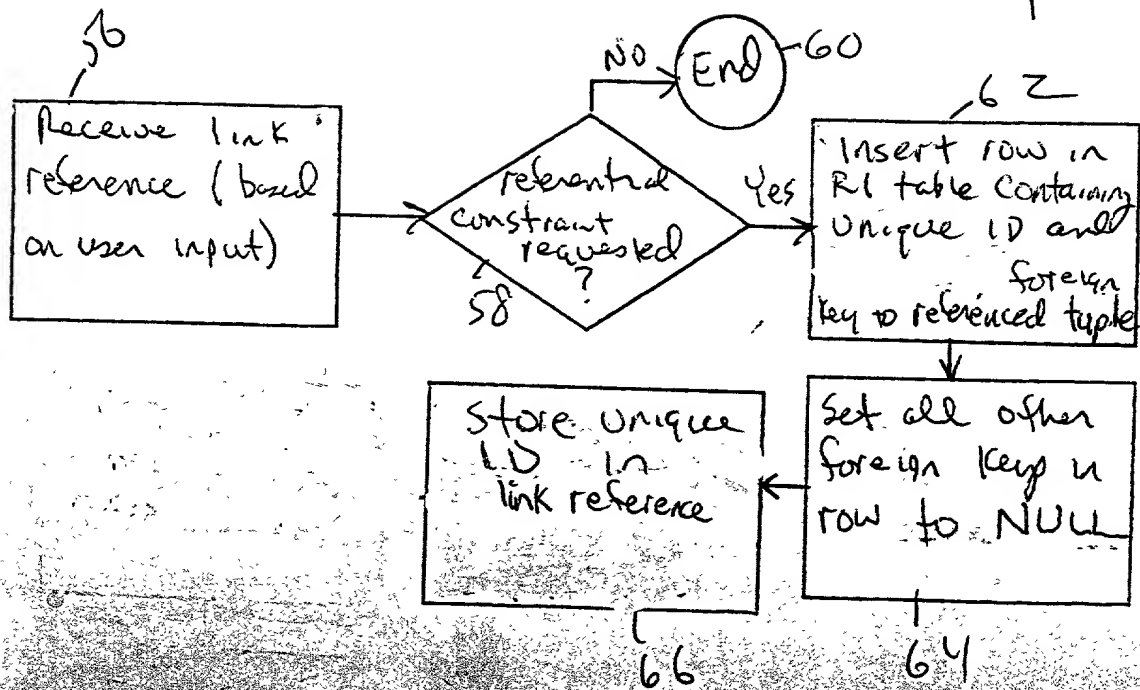 56
Receive link
reference (based
on user input)
referential
constraint
requested
?
58
NO
End
60
Yes
62
Insert row in
RI table containing
unique ID and
foreign
key to referenced tuple
Set all other
foreign keys in
row to NULL
64
store unique
ID in
link reference
66